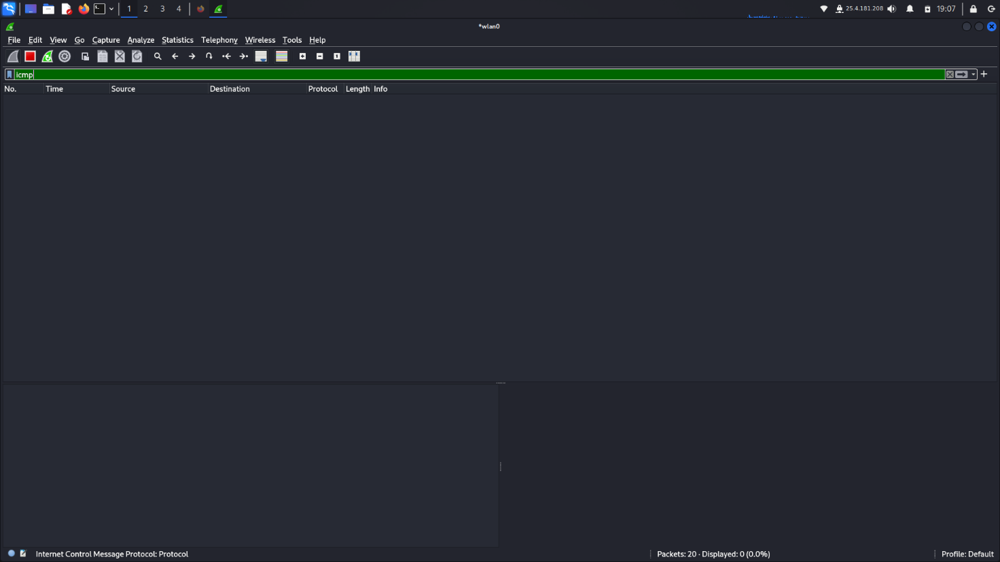 1 2 3 4 25.4.181.208 19:07
*wlan0
File Edit View Go Capture Analyze Statistics Telephony Wireless Tools Help
icmp
No. Time Source Destination Protocol Length Info
Internet Control Message Protocol: Protocol Packets: 20 · Displayed: 0 (0.0%) Profile: Default